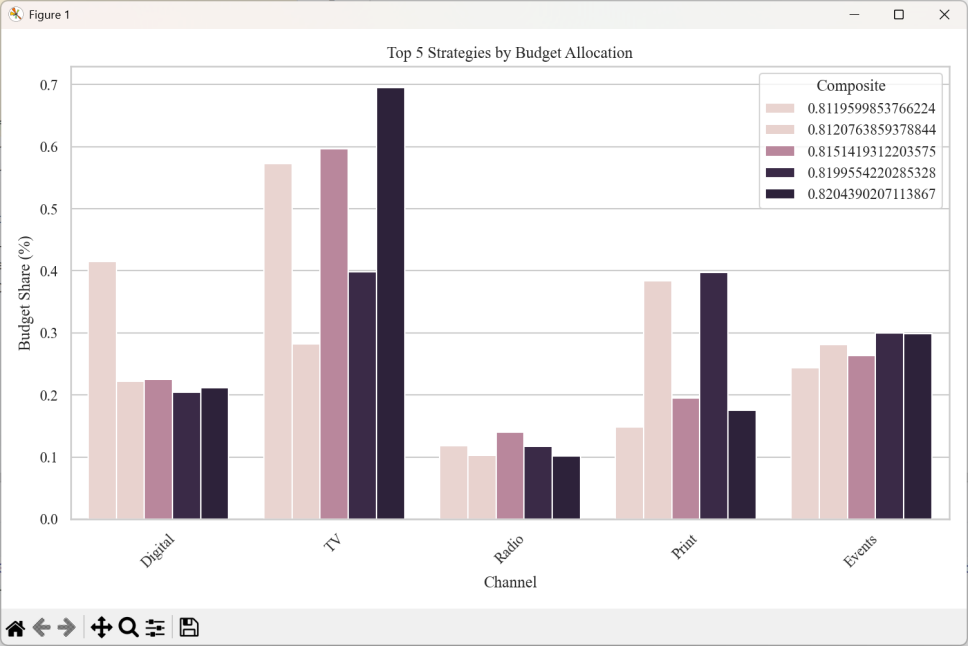 Figure 1
Top 5 Strategies by Budget Allocation
Composite
0.8119599853766224
0.8120763859378844
0.8151419312203575
0.8199554220285328
0.8204390207113867
Budget Share (%)
0.7
0.6
0.5
0.4
0.3
0.2
0.1
0.0
Digital
TV
Radio
Print
Events
Channel